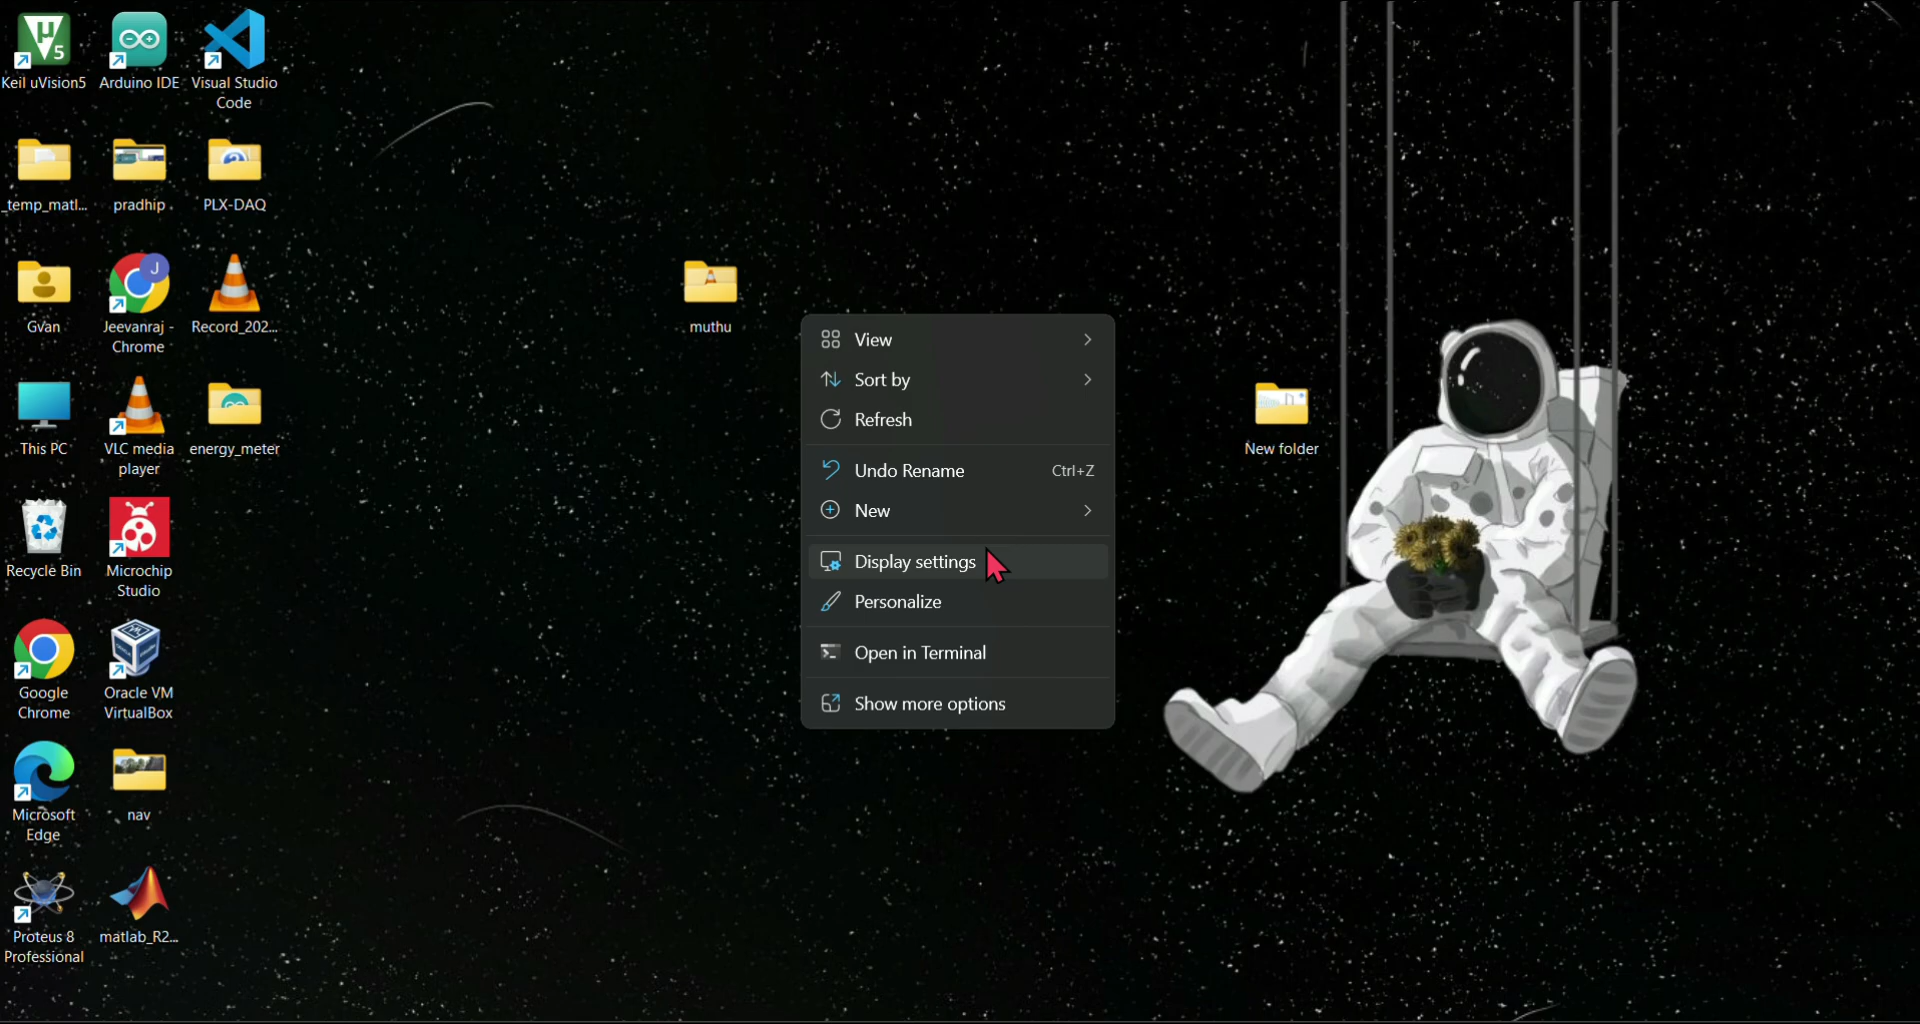 Keil uVision5
Arduino IDE
Visual Studio
Code
_temp_matl...
pradhip
PLX-DAQ
GVan
Jeevanraj -
Chrome
Record_202...
This PC
VLC media
player
energy_meter
Recycle Bin
Microchip
Studio
Google
Chrome
Oracle VM
VirtualBox
Microsoft
Edge
nav
Proteus 8
Professional
matlab_R2...
muthu
View
Sort by
Refresh
Undo Rename Ctrl+Z
New
Display settings
Personalize
Open in Terminal
Show more options
New folder